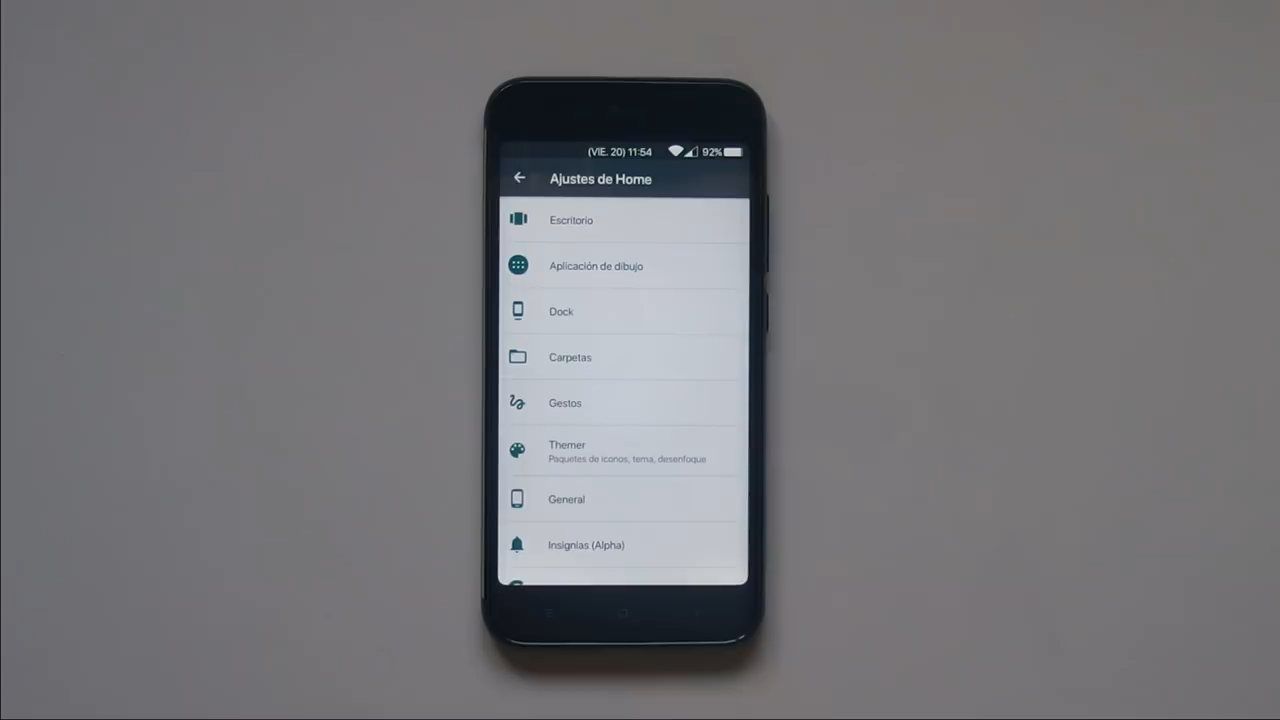 (VIE. 20) 11:54 92%
Ajustes de Home
Escritorio
Aplicación de dibujo
Dock
Carpetas
Gestos
Themer
Paquetes de iconos, tema, desenfoque
General
Insignias (Alpha)